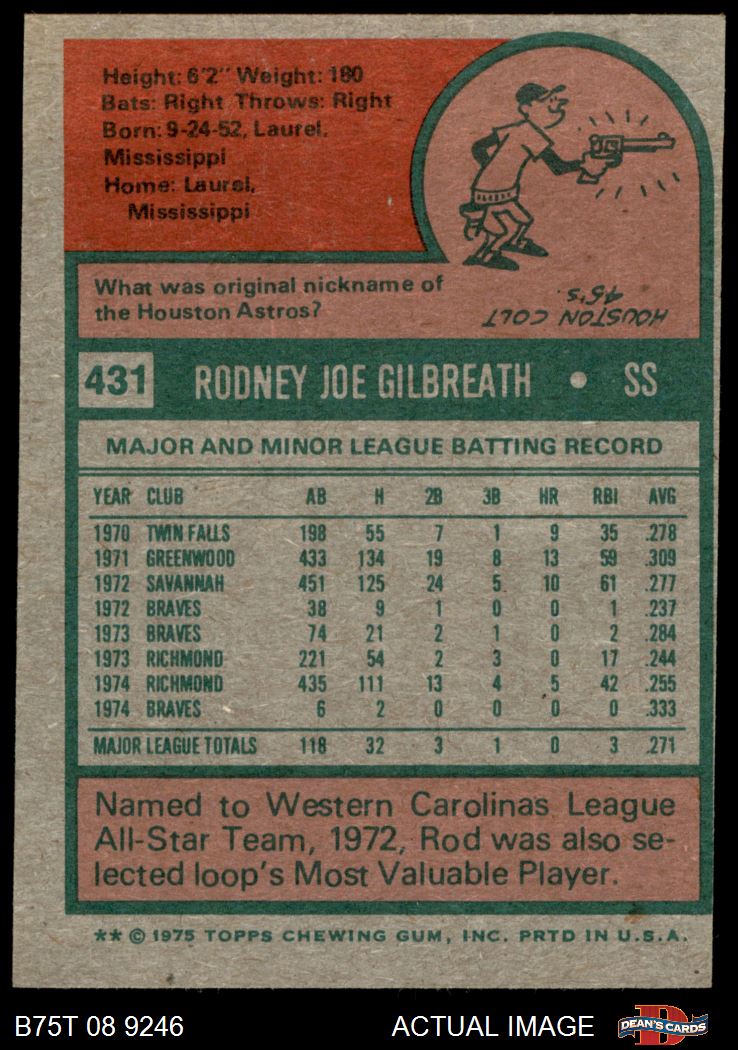 Height: 6'2" Weight: 180
Bats: Right Throws: Right
Born: 9-24-52, Laurel,
Mississippi
Home: Laurel,
Mississippi
What was original nickname of
the Houston Astros?
HOUSTON COLT
45's.
431 RODNEY JOE GILBREATH • SS
MAJOR AND MINOR LEAGUE BATTING RECORD
YEAR CLUB AB H 2B 3B HR RBI AVG
1970 TWIN FALLS 198 55 7 1 9 35 .278
1971 GREENWOOD 433 134 19 8 13 59 .309
1972 SAVANNAH 451 125 24 5 10 61 .277
1972 BRAVES 38 9 1 0 0 1 .237
1973 BRAVES 74 21 2 1 0 2 .284
1973 RICHMOND 221 54 2 3 0 17 .244
1974 RICHMOND 435 111 13 4 5 42 .255
1974 BRAVES 6 2 0 0 0 0 .333
MAJOR LEAGUE TOTALS 118 32 3 1 0 3 .271
Named to Western Carolinas League
All-Star Team, 1972, Rod was also se-
lected loop's Most Valuable Player.
** © 1975 TOPPS CHEWING GUM, INC. PRTD IN U.S.A.
B75T 08 9246 ACTUAL IMAGE
D
DEAN'S CARDS